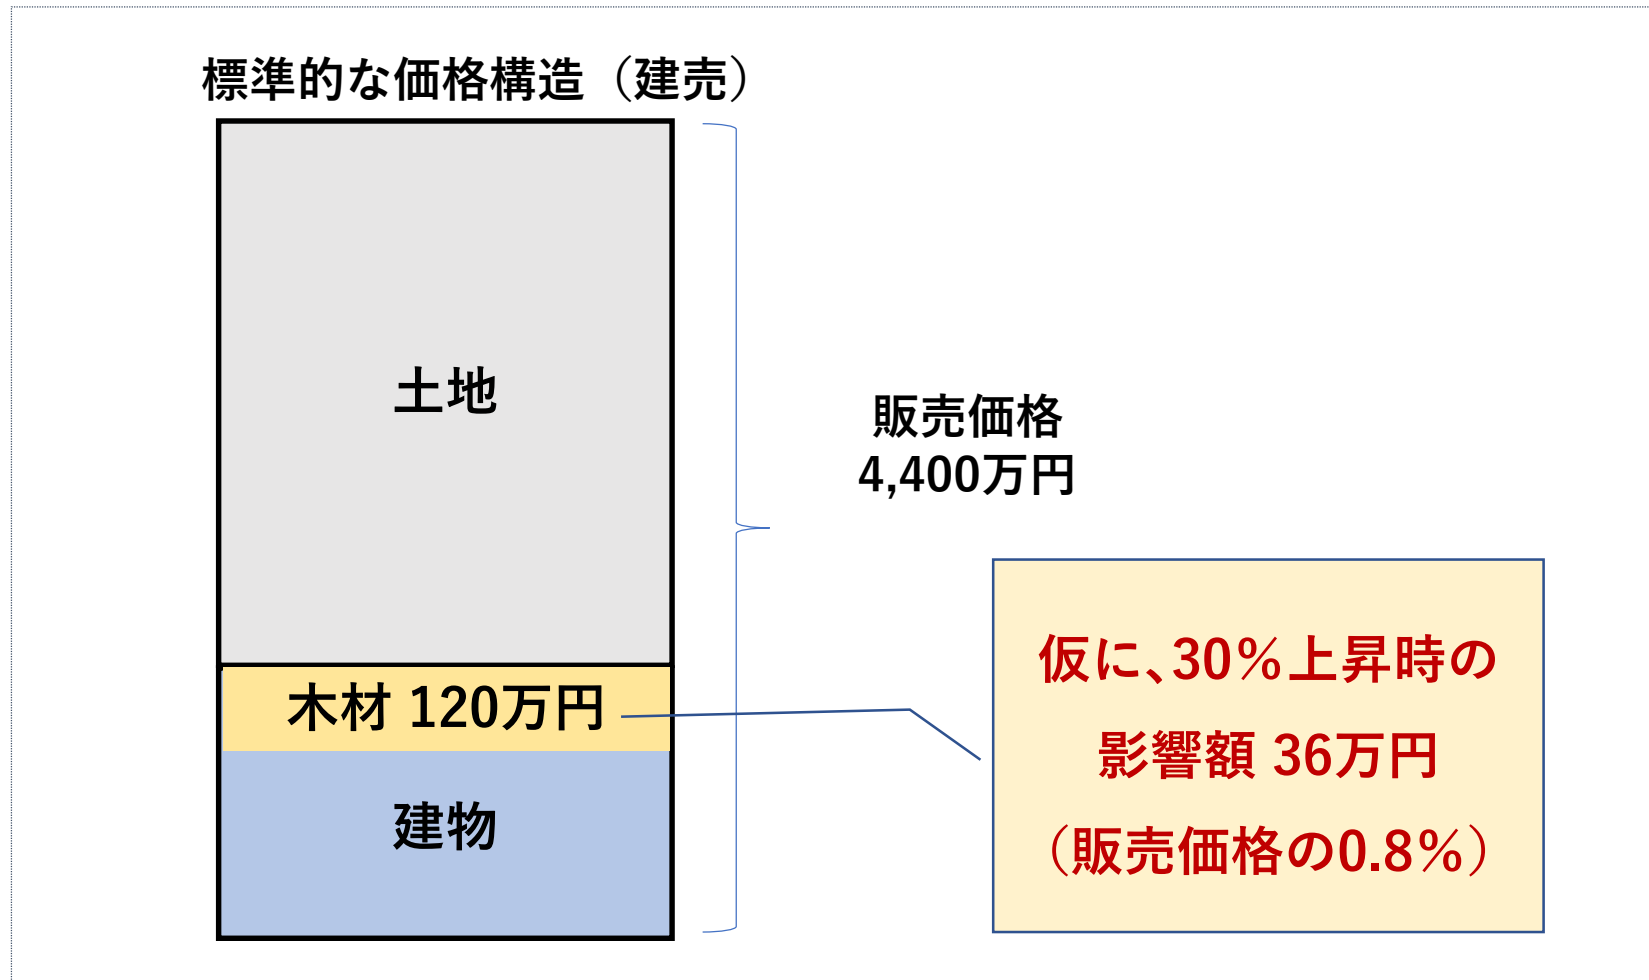 標準的な価格構造（建売）
土地
販売価格
4,400万円
木材 120万円
建物
仮に、30％上昇時の
影響額 36万円
（販売価格の0.8％）